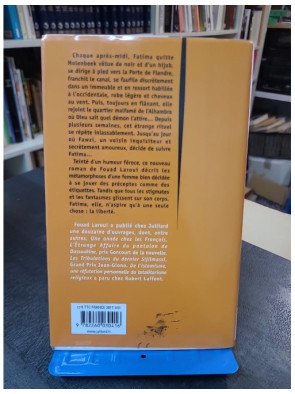 Chaque après-midi, Fatima quitte
Molenbeek vêtue de noir et d'un hijab,
se dirige à pied vers la Porte de Flandre,
franchit le canal, se faufile discrètement
dans un immeuble et en ressort habillée
à l'occidentale, robe légère et cheveux
au vent. Puis, toujours en flânant, elle
rejoint le quartier malfamé de l'Alhambra
où Dieu sait quel démon l'attire... Depuis
plusieurs semaines, cet étrange rituel
se répète inlassablement. Jusqu'au jour
où Fawzi, un voisin inquisiteur et
secrètement amoureux, décide de suivre
Fatima...
Teinté d'un humour féroce, ce nouveau
roman de Fouad Laroui décrit les
métamorphoses d'une femme bien décidée
à se jouer des préceptes comme des
étiquettes. Tandis que tous les stigmates
et les fantasmes glissent sur son corps,
Fatima, elle, n'aspire qu'à une seule
chose : la liberté.
Fouad Laroui a publié chez Julliard
une douzaine d'ouvrages, dont, entre
autres, Une année chez les Français,
L'Étrange Affaire du pantalon de
Dassoukine, prix Goncourt de la nouvelle,
Les Tribulations du dernier Sijilmassi,
Grand Prix Jean-Giono. De l'islamisme,
une réfutation personnelle du totalitarisme
religieux a paru chez Robert Laffont.